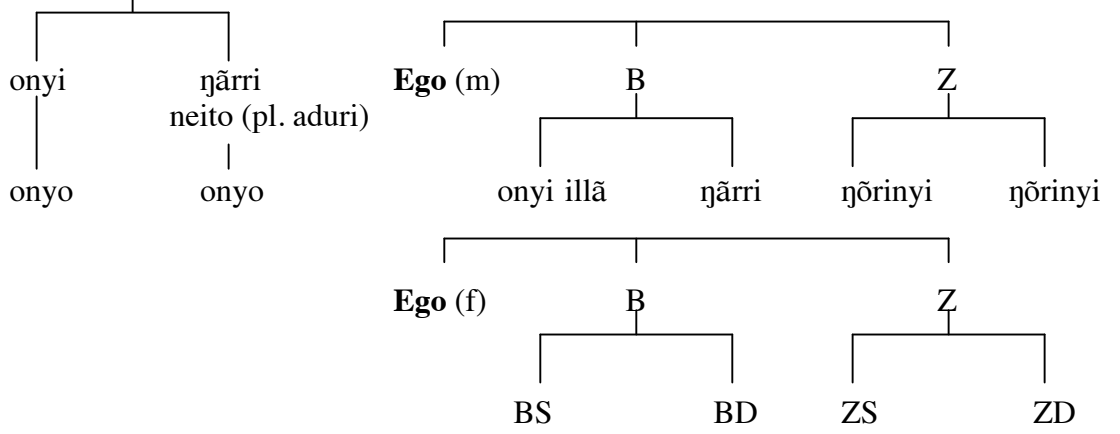 onyi ŋãrri Ego (m) B Z
neito (pl. aduri)
onyo onyo onyi illã ŋãrri ŋõrinyi ŋõrinyi
Ego (f) B Z
BS BD ZS ZD